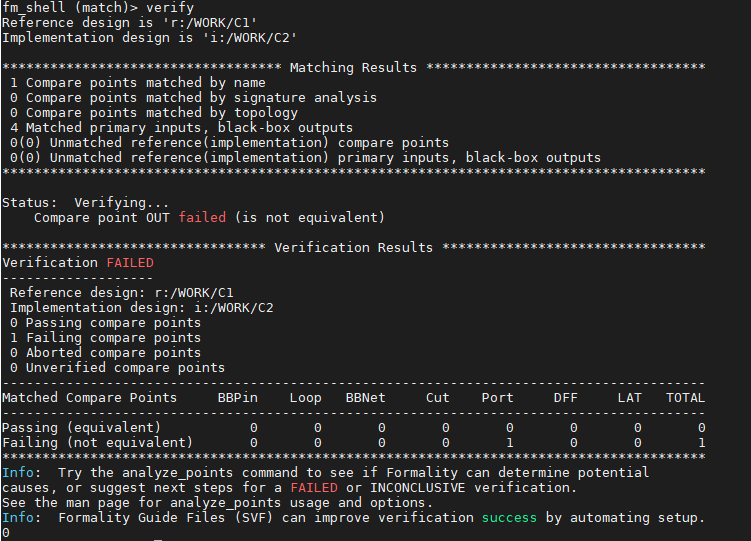 fm_shell (match)> verify
Reference design is 'r:/WORK/C1'
Implementation design is 'i:/WORK/C2'
*********************************** Matching Results ***********************************
1 Compare points matched by name
0 Compare points matched by signature analysis
0 Compare points matched by topology
4 Matched primary inputs, black-box outputs
0(0) Unmatched reference(implementation) compare points
0(0) Unmatched reference(implementation) primary inputs, black-box outputs
****************************************************************************************
Status:  Verifying...
    Compare point OUT failed (is not equivalent)
********************************* Verification Results *********************************
Verification FAILED
-------------------
Reference design: r:/WORK/C1
Implementation design: i:/WORK/C2
0 Passing compare points
1 Failing compare points
0 Aborted compare points
0 Unverified compare points
----------------------------------------------------------------------------------------
Matched Compare Points     BBPin    Loop   BBNet     Cut    Port     DFF     LAT   TOTAL
----------------------------------------------------------------------------------------
Passing (equivalent)           0       0       0       0       0       0       0       0
Failing (not equivalent)       0       0       0       0       1       0       0       1
****************************************************************************************
Info:  Try the analyze_points command to see if Formality can determine potential
causes, or suggest next steps for a FAILED or INCONCLUSIVE verification.
See the man page for analyze_points usage and options.
Info:  Formality Guide Files (SVF) can improve verification success by automating setup.
0